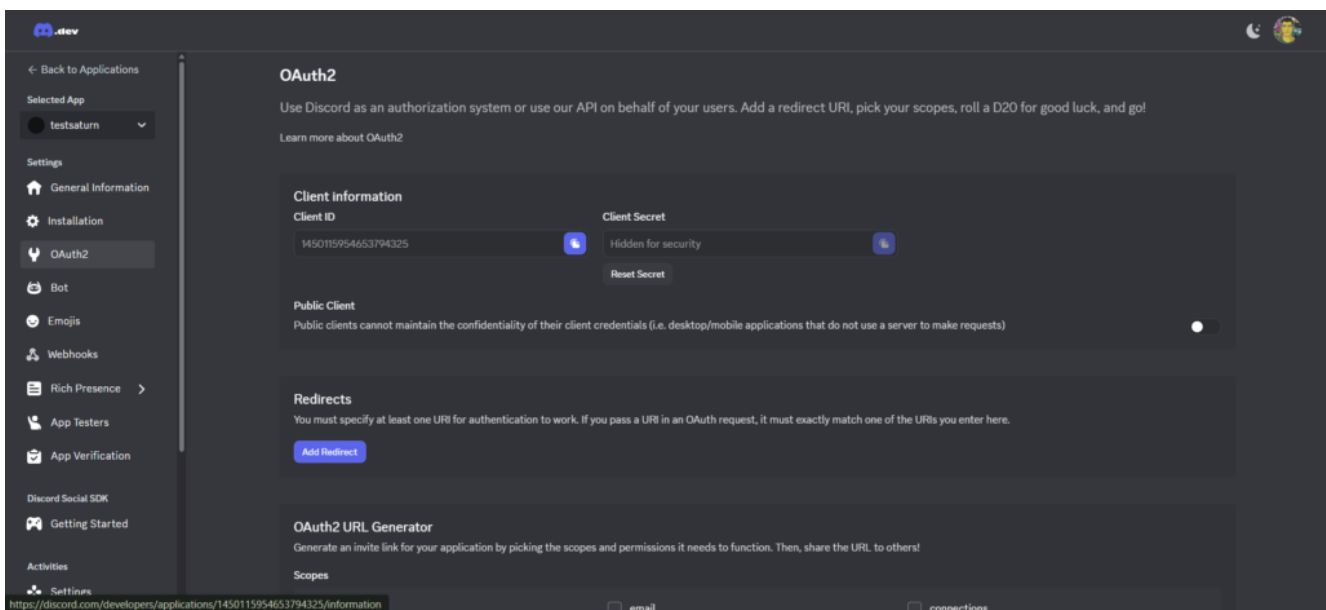 .dev
← Back to Applications
Selected App
testsaturn
Settings
General Information
Installation
OAuth2
Bot
Emojis
Webhooks
Rich Presence
App Testers
App Verification
Discord Social SDK
Getting Started
Activities
Settings
https://discord.com/developers/applications/1450115954653794325/information
OAuth2
Use Discord as an authorization system or use our API on behalf of your users. Add a redirect URI, pick your scopes, roll a D20 for good luck, and go!
Learn more about OAuth2
Client information
Client ID
Client Secret
1450115954653794325
Hidden for security
Reset Secret
Public Client
Public clients cannot maintain the confidentiality of their client credentials (i.e. desktop/mobile applications that do not use a server to make requests)
Redirects
You must specify at least one URI for authentication to work. If you pass a URI in an OAuth request, it must exactly match one of the URIs you enter here.
Add Redirect
OAuth2 URL Generator
Generate an invite link for your application by picking the scopes and permissions it needs to function. Then, share the URL to others!
Scopes
email
connections